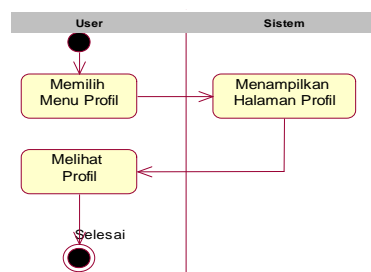 User
Sistem
Memilih
Menu Profil
Menampilkan
Halaman Profil
Melihat
Profil
Selesai